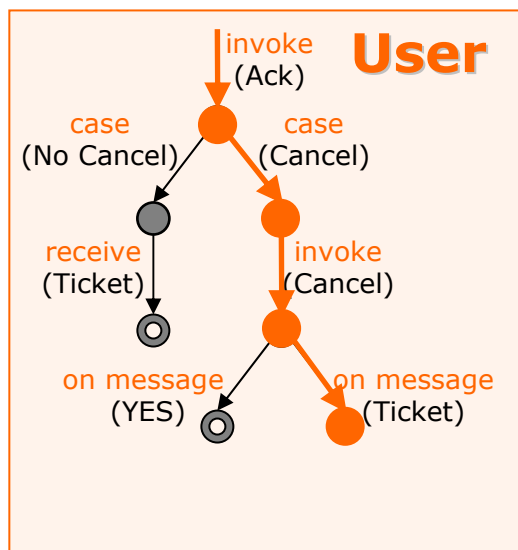 User
invoke
(Ack)
case
(No Cancel)
case
(Cancel)
receive
(Ticket)
invoke
(Cancel)
on message
(YES)
on message
(Ticket)